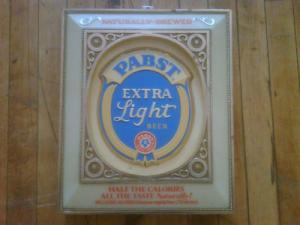 NATURALLY-BREWED
PABST
EXTRA
Light
BEER
HALF THE CALORIES
ALL THE TASTE Naturally!